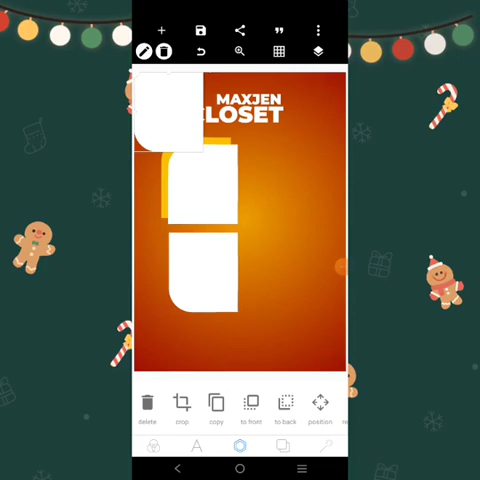 MAXJEN
CLOSET
delete
crop
copy
to front
to back
position